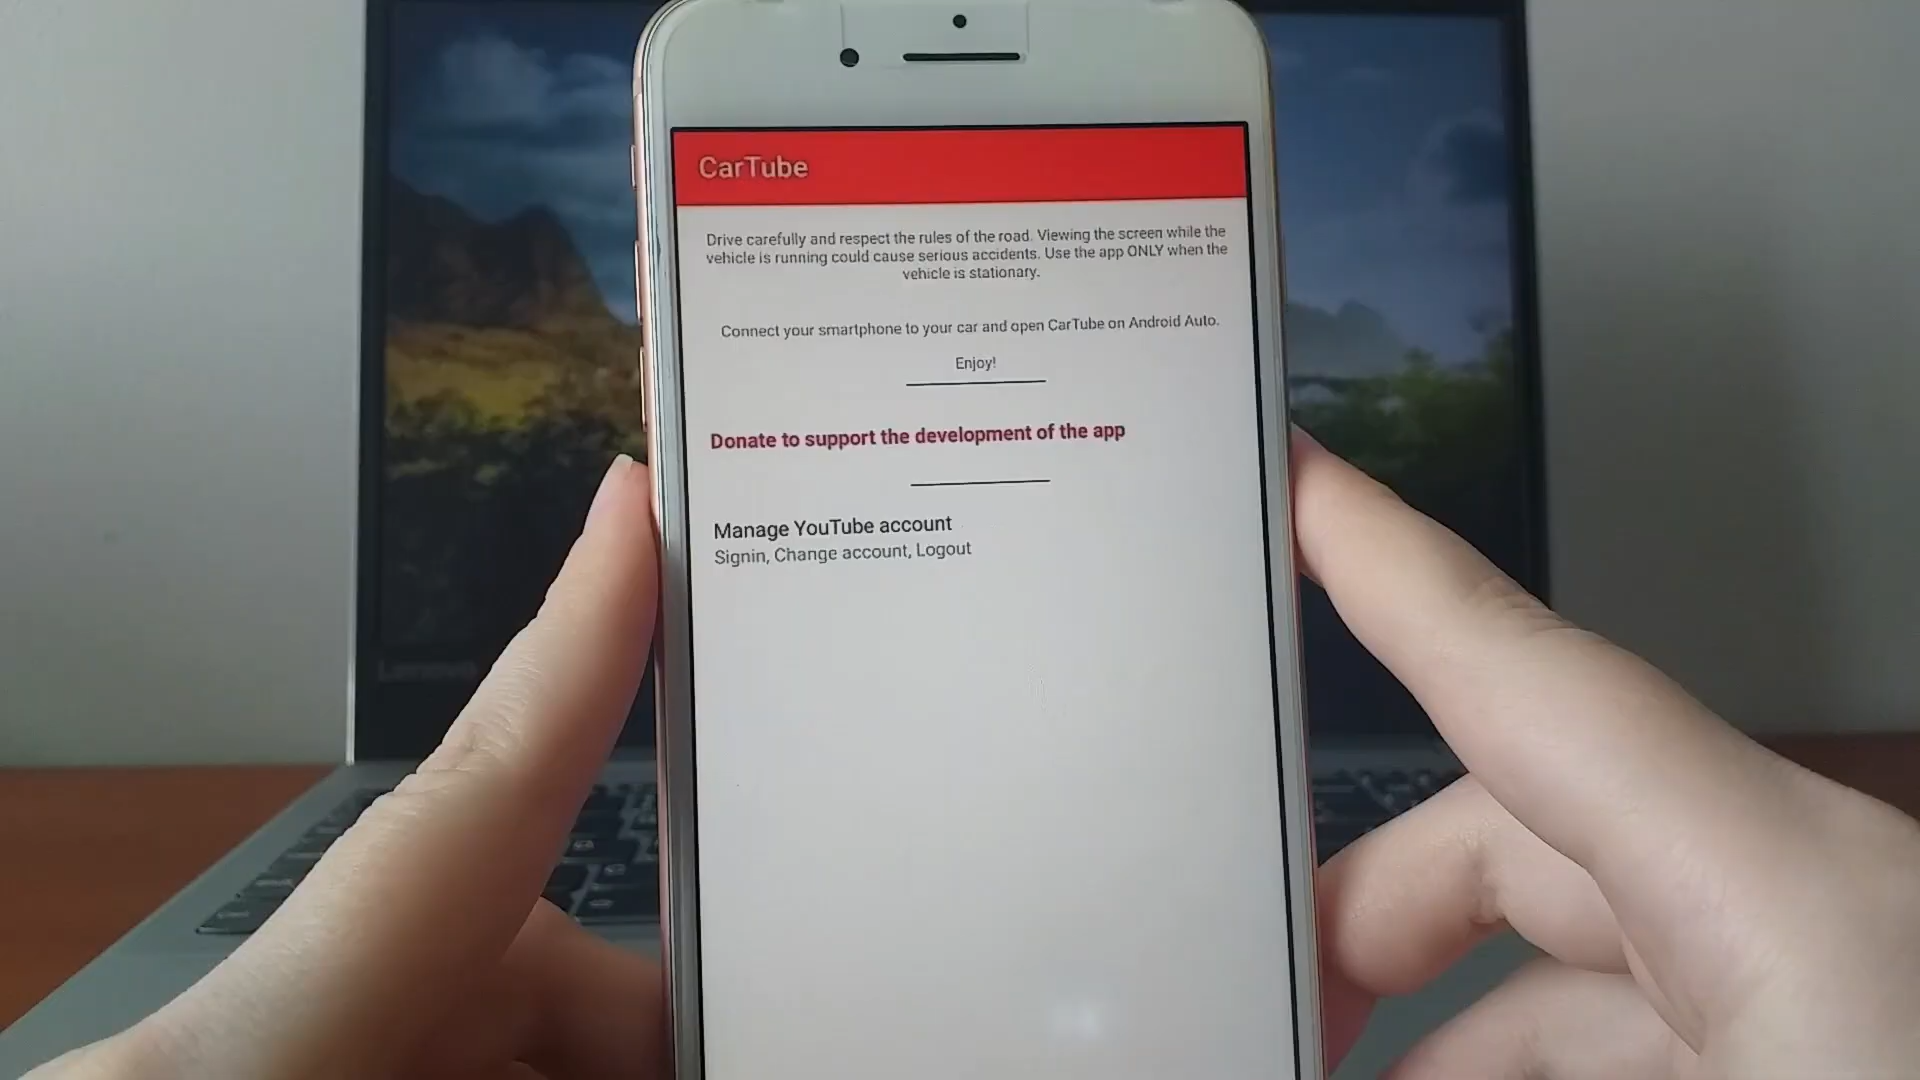 CarTube
Drive carefully and respect the rules of the road. Viewing the screen while the
vehicle is running could cause serious accidents. Use the app ONLY when the
vehicle is stationary.
Connect your smartphone to your car and open CarTube on Android Auto.
Enjoy!
Donate to support the development of the app
Manage YouTube account
Signin, Change account, Logout
Lenovo